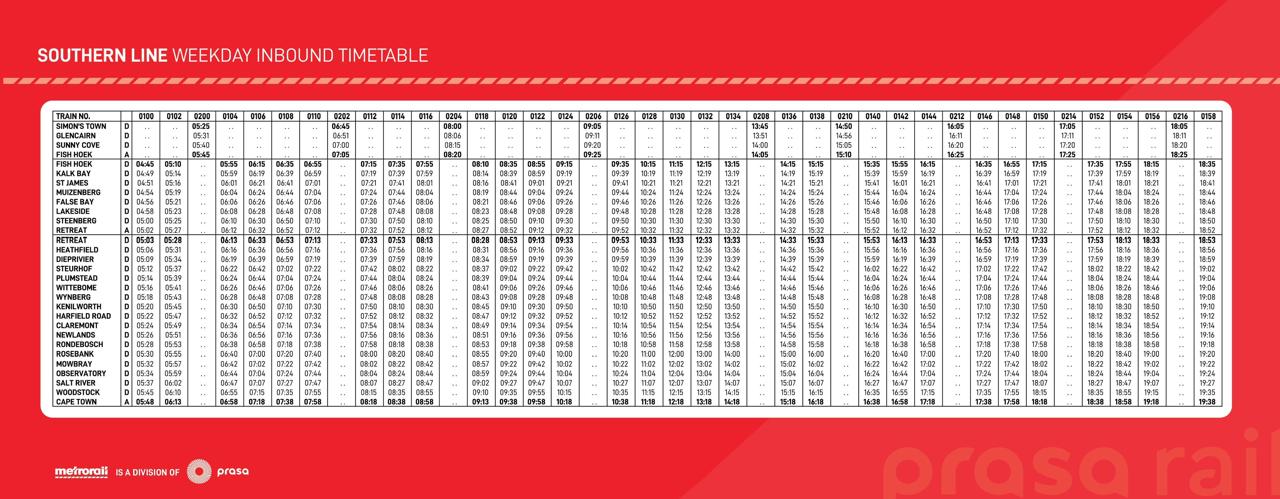 SOUTHERN LINE WEEKDAY INBOUND TIMETABLE
TRAIN NO. 0100 0102 0200 0104 0106 0108 0110 0202 0112 0114 0116 0204 0118 0120 0122 0124 0206 0126 0128 0130 0132 0134 0208 0136 0138 0210 0140 0142 0144 0212 0146 0148 0150 0214 0152 0154 0156 0216 0158
SIMON'S TOWN D .. .. 05:25 .. .. .. .. 06:45 .. .. .. 08:00 .. .. .. .. 09:05 .. .. .. .. .. 13:45 .. .. 14:50 .. .. .. 16:05 .. .. .. 17:05 .. .. .. 18:05 ..
GLENCAIRN D 05:31 06:51 08:06 09:11 13:51 14:56 16:11 17:11 18:11
SUNNY COVE D 05:40 07:00 08:15 09:20 14:00 15:05 16:20 17:20 18:20
FISH HOEK A .. .. 05:45 .. .. .. .. 07:05 .. .. .. 08:20 .. .. .. .. 09:25 .. .. .. .. .. 14:05 .. .. 15:10 .. .. .. 16:25 .. .. .. 17:25 .. .. .. 18:25 ..
FISH HOEK D 04:45 05:10 .. 05:55 06:15 06:35 06:55 .. 07:15 07:35 07:55 .. 08:10 08:35 08:55 09:15 .. 09:35 10:15 11:15 12:15 13:15 .. 14:15 15:15 .. 15:35 15:55 16:15 .. 16:35 16:55 17:15 .. 17:35 17:55 18:15 .. 18:35
KALK BAY D 04:49 05:14 .. 05:59 06:19 06:39 06:59 .. 07:19 07:39 07:59 .. 08:14 08:39 08:59 09:19 .. 09:39 10:19 11:19 12:19 13:19 .. 14:19 15:19 .. 15:39 15:59 16:19 .. 16:39 16:59 17:19 .. 17:39 17:59 18:19 .. 18:39
ST JAMES D 04:51 05:16 .. 06:01 06:21 06:41 07:01 .. 07:21 07:41 08:01 .. 08:16 08:41 09:01 09:21 .. 09:41 10:21 11:21 12:21 13:21 .. 14:21 15:21 .. 15:41 16:01 16:21 .. 16:41 17:01 17:21 .. 17:41 18:01 18:21 .. 18:41
MUIZENBERG D 04:54 05:19 .. 06:04 06:24 06:44 07:04 .. 07:24 07:44 08:04 .. 08:19 08:44 09:04 09:24 .. 09:44 10:24 11:24 12:24 13:24 .. 14:24 15:24 .. 15:44 16:04 16:24 .. 16:44 17:04 17:24 .. 17:44 18:04 18:24 .. 18:44
FALSE BAY D 04:56 05:21 .. 06:06 06:26 06:46 07:06 .. 07:26 07:46 08:06 .. 08:21 08:46 09:06 09:26 .. 09:46 10:26 11:26 12:26 13:26 .. 14:26 15:26 .. 15:46 16:06 16:26 .. 16:46 17:06 17:26 .. 17:46 18:06 18:26 .. 18:46
LAKESIDE D 04:58 05:23 .. 06:08 06:28 06:48 07:08 .. 07:28 07:48 08:08 .. 08:23 08:48 09:08 09:28 .. 09:48 10:28 11:28 12:28 13:28 .. 14:28 15:28 .. 15:48 16:08 16:28 .. 16:48 17:08 17:28 .. 17:48 18:08 18:28 .. 18:48
STEENBERG D 05:00 05:25 .. 06:10 06:30 06:50 07:10 .. 07:30 07:50 08:10 .. 08:25 08:50 09:10 09:30 .. 09:50 10:30 11:30 12:30 13:30 .. 14:30 15:30 .. 15:50 16:10 16:30 .. 16:50 17:10 17:30 .. 17:50 18:10 18:30 .. 18:50
RETREAT A 05:02 05:27 .. 06:12 06:32 06:52 07:12 .. 07:32 07:52 08:12 .. 08:27 08:52 09:12 09:32 .. 09:52 10:32 11:32 12:32 13:32 .. 14:32 15:32 .. 15:52 16:12 16:32 .. 16:52 17:12 17:32 .. 17:52 18:12 18:32 .. 18:52
RETREAT D 05:03 05:28 .. 06:13 06:33 06:53 07:13 .. 07:33 07:53 08:13 .. 08:28 08:53 09:13 09:33 .. 09:53 10:33 11:33 12:33 13:33 .. 14:33 15:33 .. 15:53 16:13 16:33 .. 16:53 17:13 17:33 .. 17:53 18:13 18:33 .. 18:53
HEATHFIELD D 05:06 05:31 .. 06:16 06:36 06:56 07:16 .. 07:36 07:56 08:16 .. 08:31 08:56 09:16 09:36 .. 09:56 10:36 11:36 12:36 13:36 .. 14:36 15:36 .. 15:56 16:16 16:36 .. 16:56 17:16 17:36 .. 17:56 18:16 18:36 .. 18:56
DIEPRIVIER D 05:09 05:34 .. 06:19 06:39 06:59 07:19 .. 07:39 07:59 08:19 .. 08:34 08:59 09:19 09:39 .. 09:59 10:39 11:39 12:39 13:39 .. 14:39 15:39 .. 15:59 16:19 16:39 .. 16:59 17:19 17:39 .. 17:59 18:19 18:39 .. 18:59
STEURHOF D 05:12 05:37 .. 06:22 06:42 07:02 07:22 .. 07:42 08:02 08:22 .. 08:37 09:02 09:22 09:42 .. 10:02 10:42 11:42 12:42 13:42 .. 14:42 15:42 .. 16:02 16:22 16:42 .. 17:02 17:22 17:42 .. 18:02 18:22 18:42 .. 19:02
PLUMSTEAD D 05:14 05:39 .. 06:24 06:44 07:04 07:24 .. 07:44 08:04 08:24 .. 08:39 09:04 09:24 09:44 .. 10:04 10:44 11:44 12:44 13:44 .. 14:44 15:44 .. 16:04 16:24 16:44 .. 17:04 17:24 17:44 .. 18:04 18:24 18:44 .. 19:04
WITTEBOME D 05:16 05:41 .. 06:26 06:46 07:06 07:26 .. 07:46 08:06 08:26 .. 08:41 09:06 09:26 09:46 .. 10:06 10:46 11:46 12:46 13:46 .. 14:46 15:46 .. 16:06 16:26 16:46 .. 17:06 17:26 17:46 .. 18:06 18:26 18:46 .. 19:06
WYNBERG D 05:18 05:43 .. 06:28 06:48 07:08 07:28 .. 07:48 08:08 08:28 .. 08:43 09:08 09:28 09:48 .. 10:08 10:48 11:48 12:48 13:48 .. 14:48 15:48 .. 16:08 16:28 16:48 .. 17:08 17:28 17:48 .. 18:08 18:28 18:48 .. 19:08
KENILWORTH D 05:20 05:45 .. 06:30 06:50 07:10 07:30 .. 07:50 08:10 08:30 .. 08:45 09:10 09:30 09:50 .. 10:10 10:50 11:50 12:50 13:50 .. 14:50 15:50 .. 16:10 16:30 16:50 .. 17:10 17:30 17:50 .. 18:10 18:30 18:50 .. 19:10
HARFIELD ROAD D 05:22 05:47 .. 06:32 06:52 07:12 07:32 .. 07:52 08:12 08:32 .. 08:47 09:12 09:32 09:52 .. 10:12 10:52 11:52 12:52 13:52 .. 14:52 15:52 .. 16:12 16:32 16:52 .. 17:12 17:32 17:52 .. 18:12 18:32 18:52 .. 19:12
CLAREMONT D 05:24 05:49 .. 06:34 06:54 07:14 07:34 .. 07:54 08:14 08:34 .. 08:49 09:14 09:34 09:54 .. 10:14 10:54 11:54 12:54 13:54 .. 14:54 15:54 .. 16:14 16:34 16:54 .. 17:14 17:34 17:54 .. 18:14 18:34 18:54 .. 19:14
NEWLANDS D 05:26 05:51 .. 06:36 06:56 07:16 07:36 .. 07:56 08:16 08:36 .. 08:51 09:16 09:36 09:56 .. 10:16 10:56 11:56 12:56 13:56 .. 14:56 15:56 .. 16:16 16:36 16:56 .. 17:16 17:36 17:56 .. 18:16 18:36 18:56 .. 19:16
RONDEBOSCH D 05:28 05:53 .. 06:38 06:58 07:18 07:38 .. 07:58 08:18 08:38 .. 08:53 09:18 09:38 09:58 .. 10:18 10:58 11:58 12:58 13:58 .. 14:58 15:58 .. 16:18 16:38 16:58 .. 17:18 17:38 17:58 .. 18:18 18:38 18:58 .. 19:18
ROSEBANK D 05:30 05:55 .. 06:40 07:00 07:20 07:40 .. 08:00 08:20 08:40 .. 08:55 09:20 09:40 10:00 .. 10:20 11:00 12:00 13:00 14:00 .. 15:00 16:00 .. 16:20 16:40 17:00 .. 17:20 17:40 18:00 .. 18:20 18:40 19:00 .. 19:20
MOWBRAY D 05:32 05:57 .. 06:42 07:02 07:22 07:42 .. 08:02 08:22 08:42 .. 08:57 09:22 09:42 10:02 .. 10:22 11:02 12:02 13:02 14:02 .. 15:02 16:02 .. 16:22 16:42 17:02 .. 17:22 17:42 18:02 .. 18:22 18:42 19:02 .. 19:22
OBSERVATORY D 05:34 05:59 .. 06:44 07:04 07:24 07:44 .. 08:04 08:24 08:44 .. 08:59 09:24 09:44 10:04 .. 10:24 11:04 12:04 13:04 14:04 .. 15:04 16:04 .. 16:24 16:44 17:04 .. 17:24 17:44 18:04 .. 18:24 18:44 19:04 .. 19:24
SALT RIVER D 05:37 06:02 .. 06:47 07:07 07:27 07:47 .. 08:07 08:27 08:47 .. 09:02 09:27 09:47 10:07 .. 10:27 11:07 12:07 13:07 14:07 .. 15:07 16:07 .. 16:27 16:47 17:07 .. 17:27 17:47 18:07 .. 18:27 18:47 19:07 .. 19:27
WOODSTOCK D 05:45 06:10 .. 06:55 07:15 07:35 07:55 .. 08:15 08:35 08:55 .. 09:10 09:35 09:55 10:15 .. 10:35 11:15 12:15 13:15 14:15 .. 15:15 16:15 .. 16:35 16:55 17:15 .. 17:35 17:55 18:15 .. 18:35 18:55 19:15 .. 19:35
CAPE TOWN A 05:48 06:13 06:58 07:18 07:38 07:58 08:18 08:38 08:58 09:13 09:38 09:58 10:18 10:38 11:18 12:18 13:18 14:18 15:18 16:18 16:38 16:58 17:18 17:38 17:58 18:18 18:38 18:58 19:18 .. 19:38
metrorail IS A DIVISION OF prasa
prasa rail